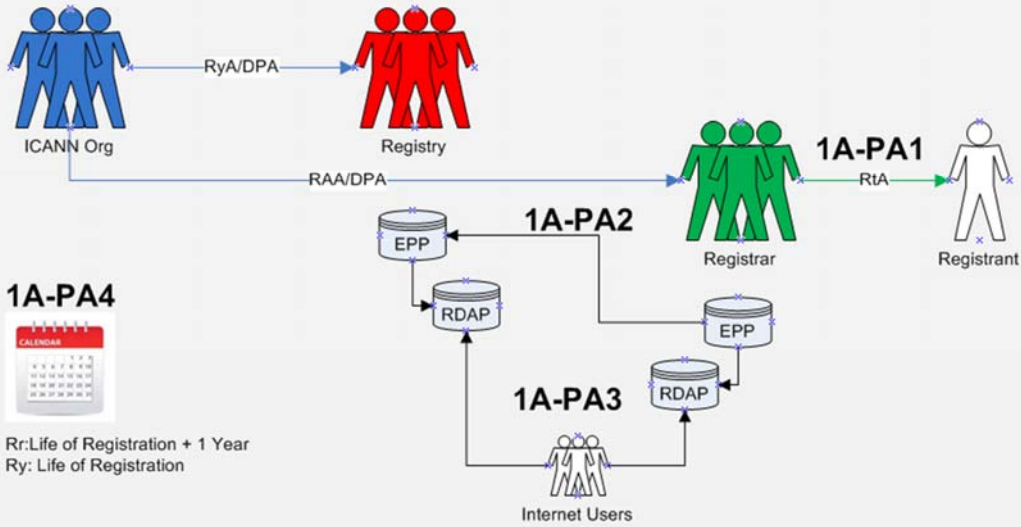 RyA/DPA
ICANN Org
Registry
1A-PA1
RAA/DPA
RtA
1A-PA2
EPP
Registrar
Registrant
1A-PA4
RDAP
EPP
CALENDAR
RDAP
1A-PA3
Rr:Life of Registration + 1 Year
Ry: Life of Registration
Internet Users